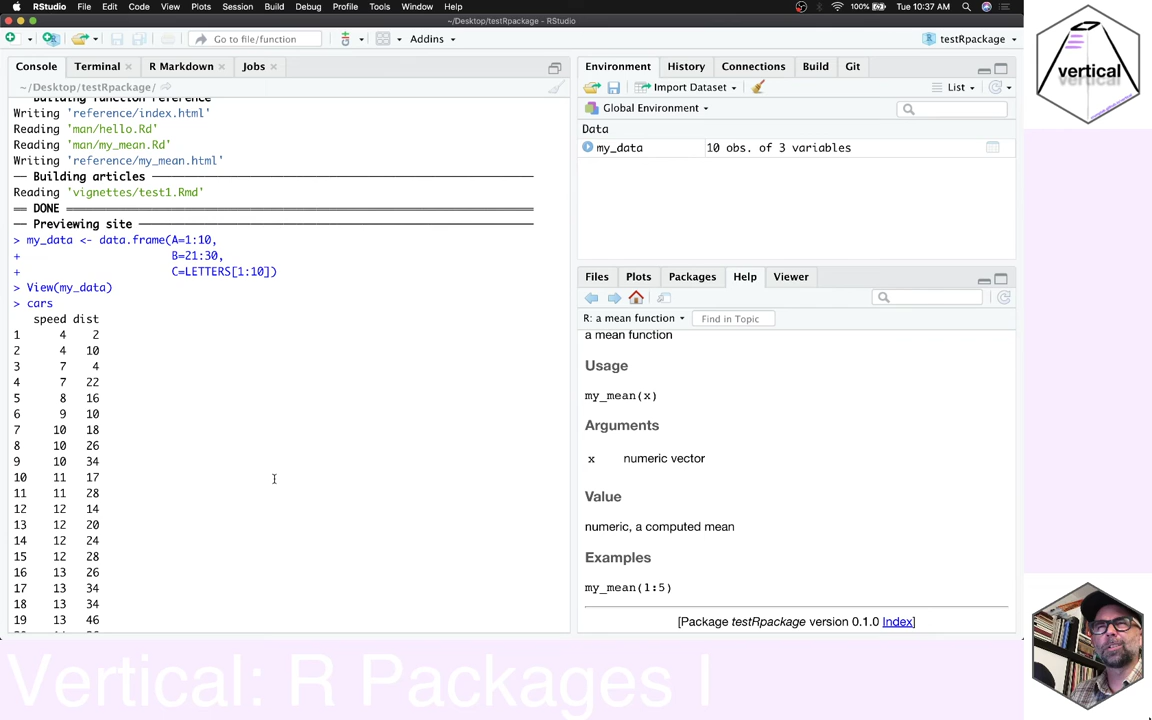 RStudio File Edit Code View Plots Session Build Debug Profile Tools Window Help 100% Tue 10:37 AM
~/Desktop/testRpackage - RStudio
Go to file/function Addins testRpackage
Console Terminal R Markdown Jobs
~/Desktop/testRpackage/
Building function reference
Writing 'reference/index.html'
Reading 'man/hello.Rd'
Reading 'man/my_mean.Rd'
Writing 'reference/my_mean.html'
── Building articles ──
Reading 'vignettes/test1.Rmd'
══ DONE ══
── Previewing site ──
> my_data <- data.frame(A=1:10,
+ B=21:30,
+ C=LETTERS[1:10])
> View(my_data)
> cars
speed dist
1 4 2
2 4 10
3 7 4
4 7 22
5 8 16
6 9 10
7 10 18
8 10 26
9 10 34
10 11 17
11 11 28
12 12 14
13 12 20
14 12 24
15 12 28
16 13 26
17 13 34
18 13 34
19 13 46
Environment History Connections Build Git
Import Dataset List
Global Environment
Data
my_data 10 obs. of 3 variables
Files Plots Packages Help Viewer
R: a mean function Find in Topic
a mean function
Usage
my_mean(x)
Arguments
x numeric vector
Value
numeric, a computed mean
Examples
my_mean(1:5)
[Package testRpackage version 0.1.0 Index]
vertical
Vertical: R Packages I